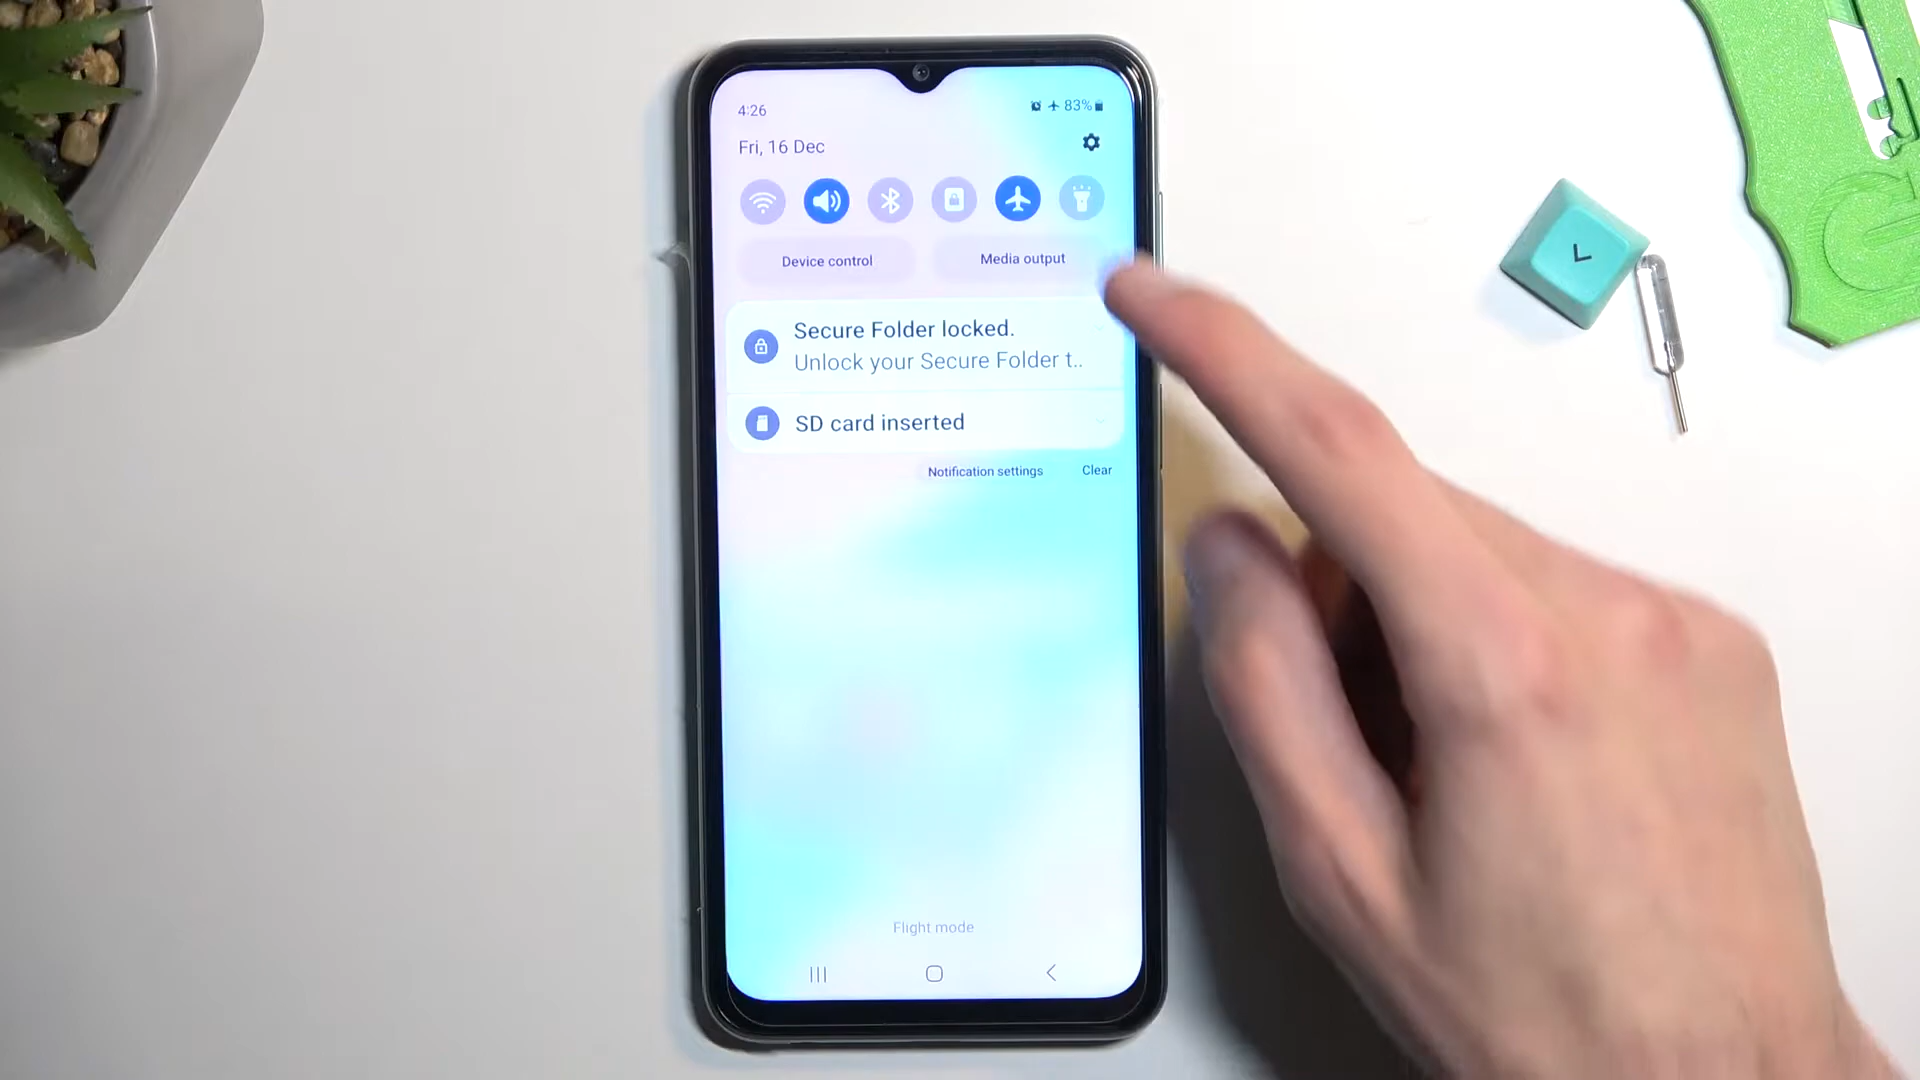 4:26
83%
Fri, 16 Dec
Device control
Media output
Secure Folder locked.
Unlock your Secure Folder t..
SD card inserted
Notification settings
Clear
Flight mode